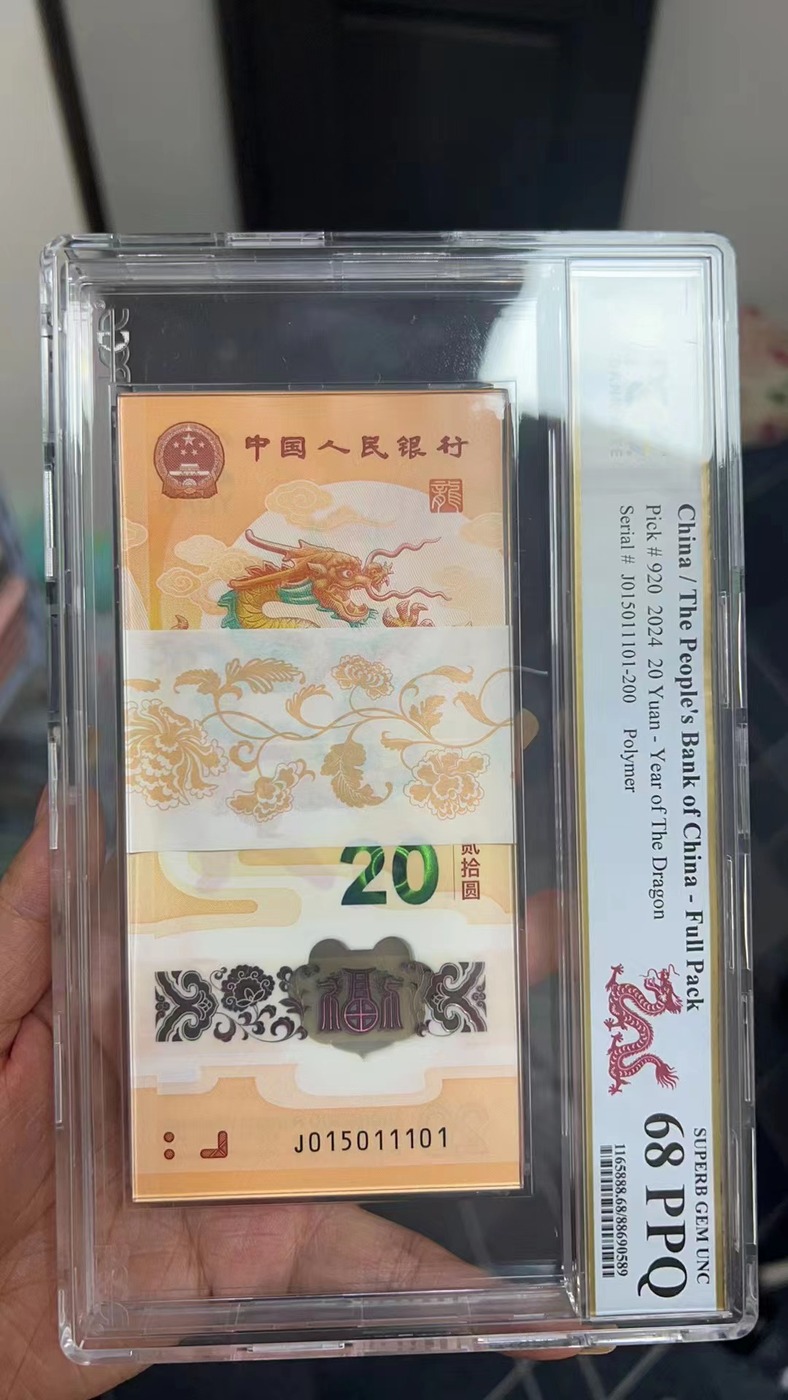 中国人民银行
龍
20
贰拾圆
福
J015011101
China / The People's Bank of China - Full Pack
Pick # 920 2024 20 Yuan - Year of The Dragon
Serial # J015011101-200 Polymer
SUPERB GEM UNC
68 PPQ
1165888.68/88690589